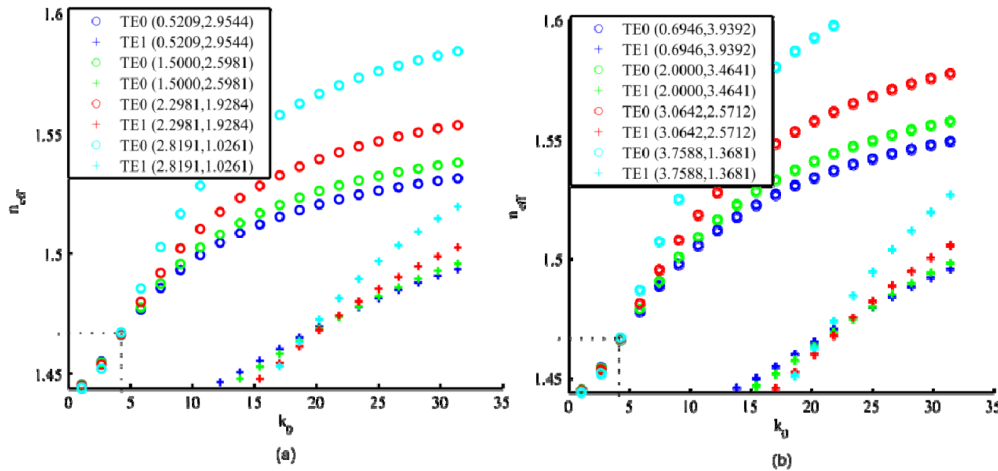 1.6
TE0 (0.5209,2.9544)
TE1 (0.5209,2.9544)
TE0 (1.5000,2.5981)
TE1 (1.5000,2.5981)
TE0 (2.2981,1.9284)
TE1 (2.2981,1.9284)
TE0 (2.8191,1.0261)
TE1 (2.8191,1.0261)
1.55
1.5
1.45
n_eff
0 5 10 15 20 25 30 35
k_0
(a)
1.6
TE0 (0.6946,3.9392)
TE1 (0.6946,3.9392)
TE0 (2.0000,3.4641)
TE1 (2.0000,3.4641)
TE0 (3.0642,2.5712)
TE1 (3.0642,2.5712)
TE0 (3.7588,1.3681)
TE1 (3.7588,1.3681)
1.55
1.5
1.45
n_eff
0 5 10 15 20 25 30 35
k_0
(b)